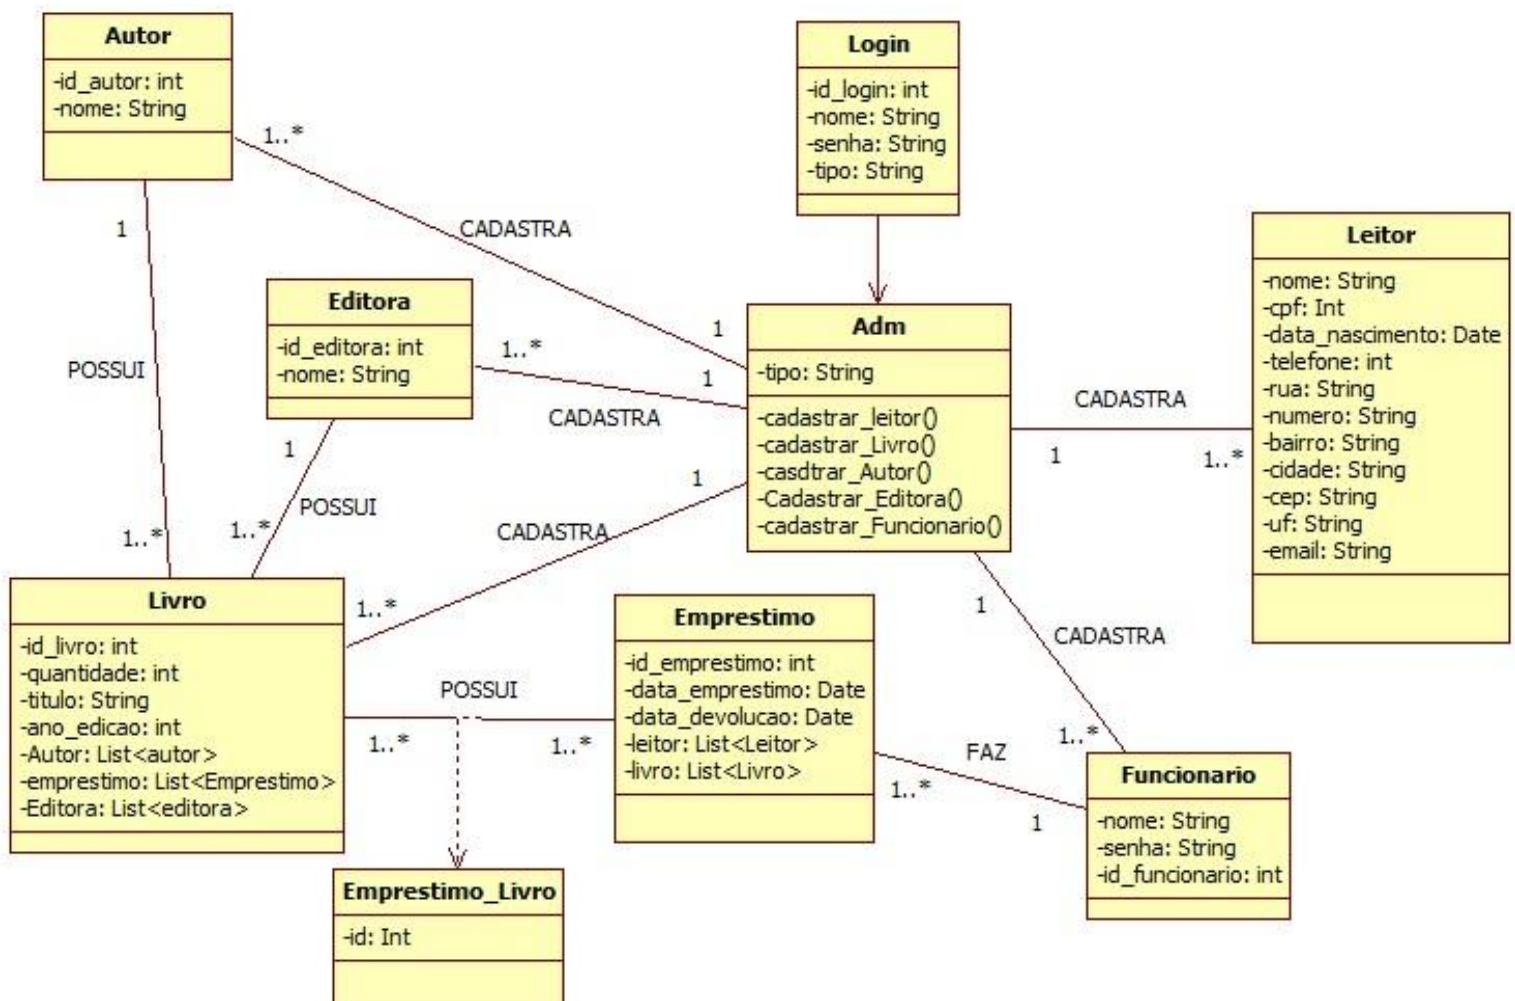 Autor
-id_autor: int
-nome: String
1..*
1
CADASTRA
1
POSSUI
1..*
Login
-id_login: int
-nome: String
-senha: String
-tipo: String
Editora
-id_editora: int
-nome: String
1..*
1
CADASTRA
1
POSSUI
1..*
Adm
-tipo: String
-cadastrar_leitor()
-cadastrar_Livro()
-casdtrar_Autor()
-Cadastrar_Editora()
-cadastrar_Funcionario()
CADASTRA
1
1..*
Leitor
-nome: String
-cpf: Int
-data_nascimento: Date
-telefone: int
-rua: String
-numero: String
-bairro: String
-cidade: String
-cep: String
-uf: String
-email: String
1
CADASTRA
1..*
Livro
-id_livro: int
-quantidade: int
-titulo: String
-ano_edicao: int
-Autor: List<autor>
-emprestimo: List<Emprestimo>
-Editora: List<editora>
POSSUI
1..*
1..*
Emprestimo
-id_emprestimo: int
-data_emprestimo: Date
-data_devolucao: Date
-leitor: List<Leitor>
-livro: List<Livro>
1
CADASTRA
1..*
FAZ
1..*
1
Funcionario
-nome: String
-senha: String
-id_funcionario: int
Emprestimo_Livro
-id: Int